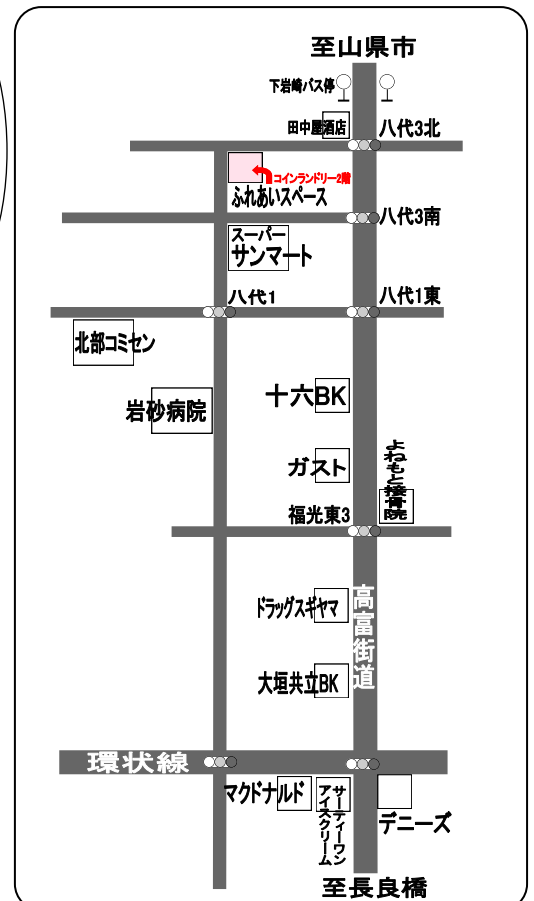 至山県市
下岩崎バス停
田中屋酒店
八代3北
コインランドリー2階
ふれあいスペース
八代3南
スーパー
サンマート
八代1
八代1東
北部コミセン
十六BK
岩砂病院
ガスト
よねもと接骨院
福光東3
ドラッグスギヤマ
高富街道
大垣共立BK
環状線
マクドナルド
サーティーワン
アイスクリーム
デニーズ
至長良橋